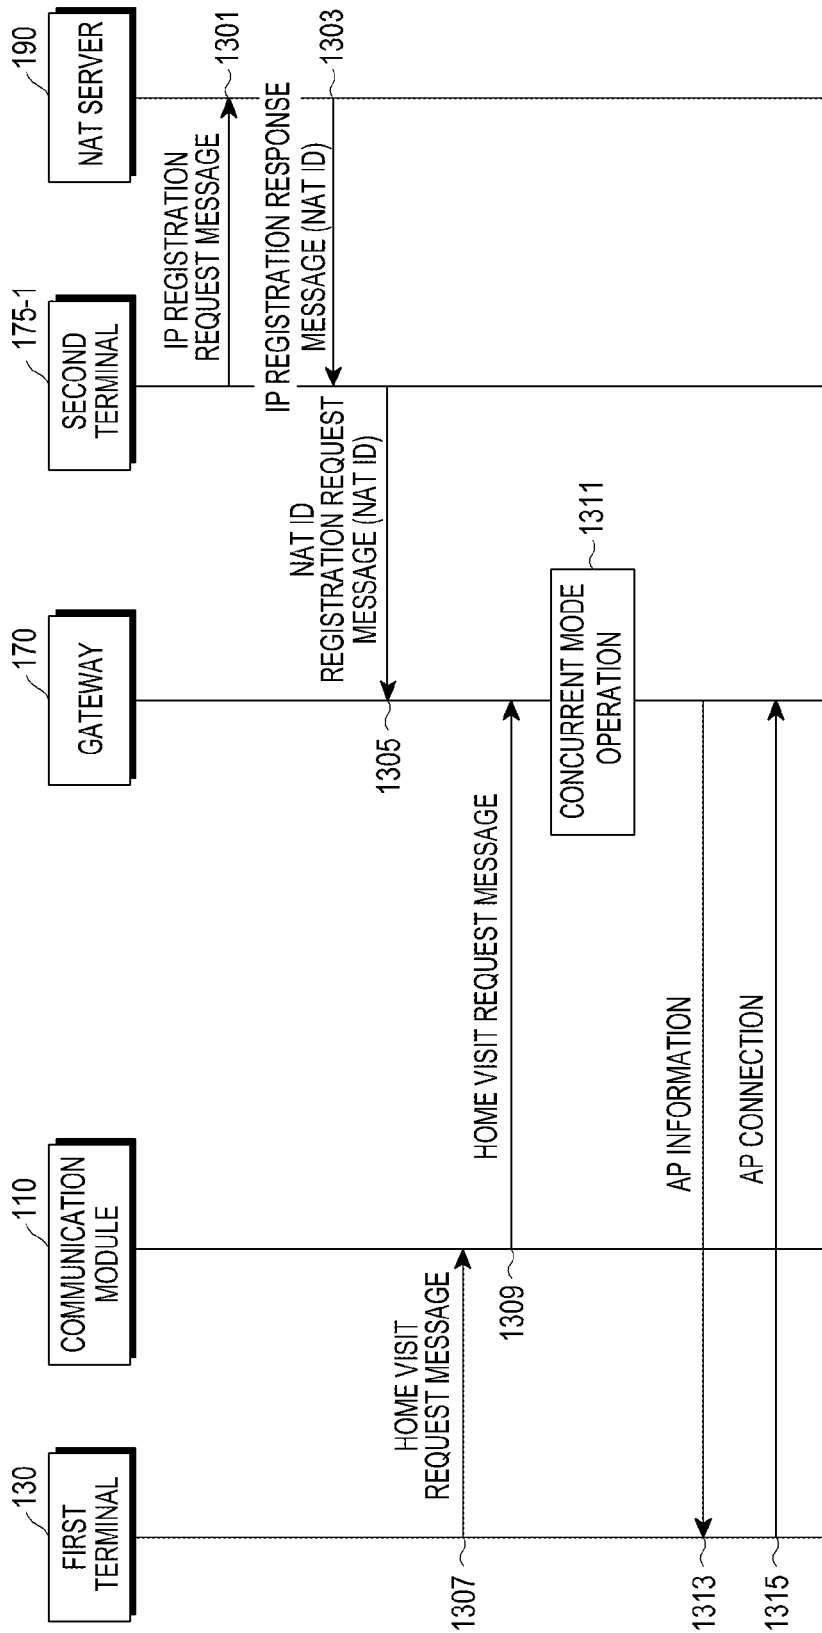 130
FIRST
TERMINAL
110
COMMUNICATION
MODULE
170
GATEWAY
175-1
SECOND
TERMINAL
190
NAT SERVER
IP REGISTRATION
REQUEST MESSAGE
1301
IP REGISTRATION RESPONSE
MESSAGE (NAT ID)
1303
NAT ID
REGISTRATION REQUEST
MESSAGE (NAT ID)
1305
HOME VISIT
REQUEST MESSAGE
1307
HOME VISIT REQUEST MESSAGE
1309
CONCURRENT MODE
OPERATION
1311
AP INFORMATION
1313
AP CONNECTION
1315